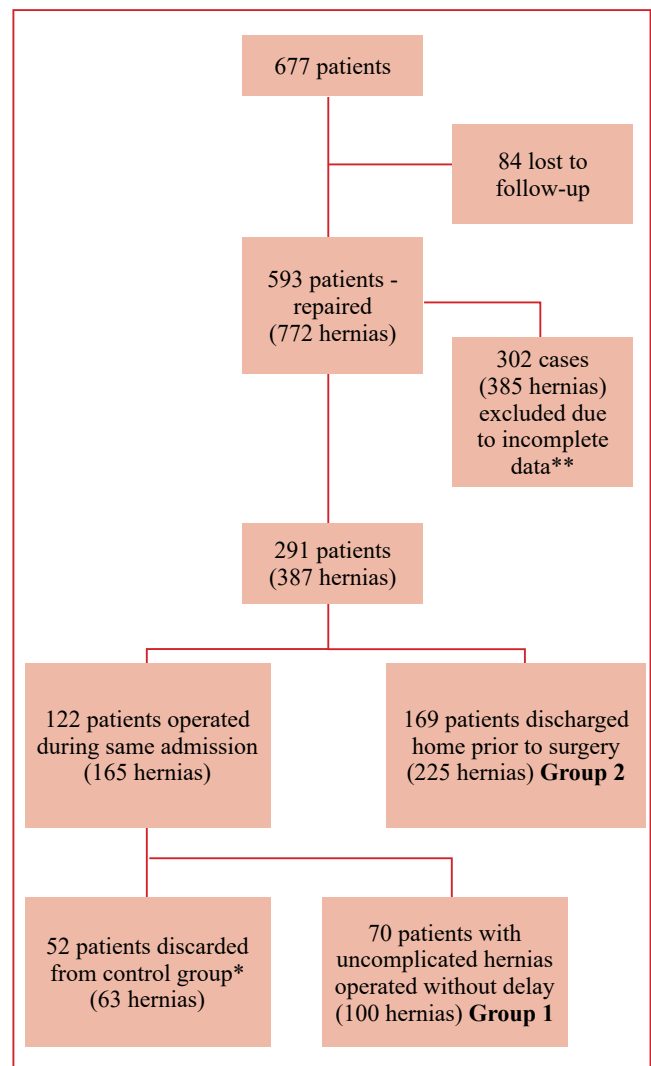 677 patients
84 lost to
follow-up
593 patients -
repaired
(772 hernias)
302 cases
(385 hernias)
excluded due
to incomplete
data**
291 patients
(387 hernias)
122 patients operated
during same admission
(165 hernias)
169 patients discharged
home prior to surgery
(225 hernias) Group 2
52 patients discarded
from control group*
(63 hernias)
70 patients with
uncomplicated hernias
operated without delay
(100 hernias) Group 1